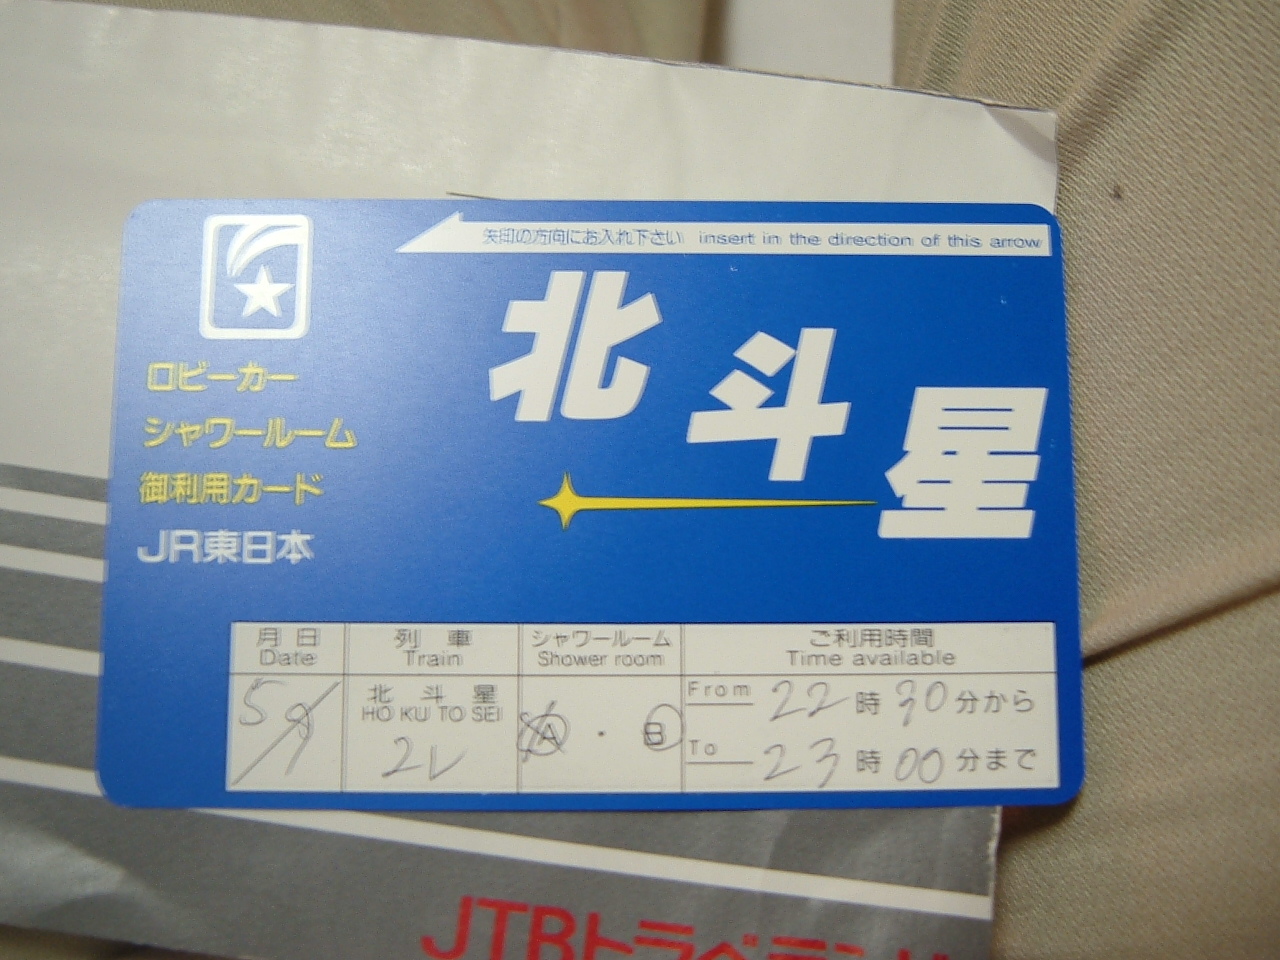 矢印の方向にお入れ下さい insert in the direction of this arrow
北斗星
ロビーカー
シャワールーム
御利用カード
JR東日本
月日 列車 シャワールーム ご利用時間
Date Train Shower room Time available
5/9 北斗星 HOKUTOSEI 2レ A・B From 22時30分から
To 23時00分まで
JTBトラベランド